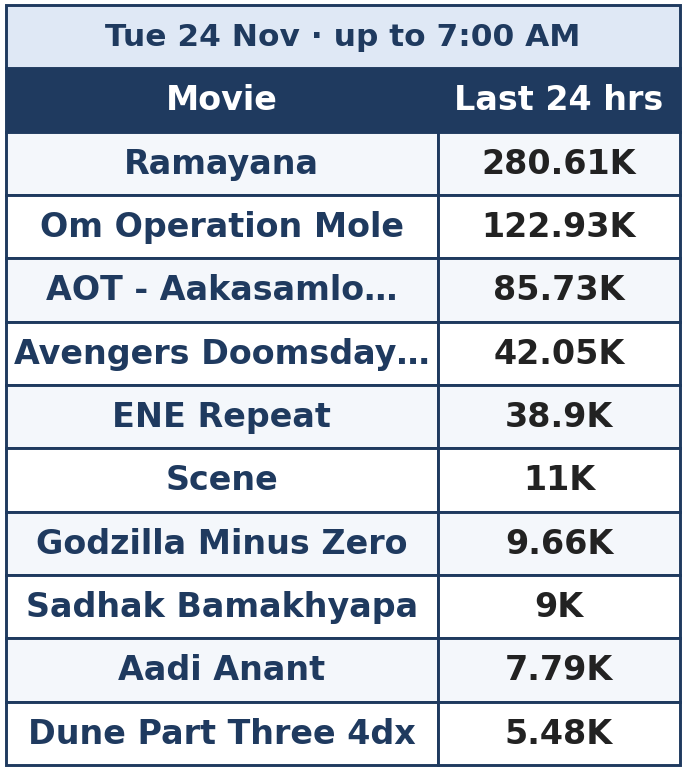 Tue 24 Nov · up to 7:00 AM
Movie Last 24 hrs
Ramayana 280.61K
Om Operation Mole 122.93K
AOT - Aakasamlo... 85.73K
Avengers Doomsday... 42.05K
ENE Repeat 38.9K
Scene 11K
Godzilla Minus Zero 9.66K
Sadhak Bamakhyapa 9K
Aadi Anant 7.79K
Dune Part Three 4dx 5.48K